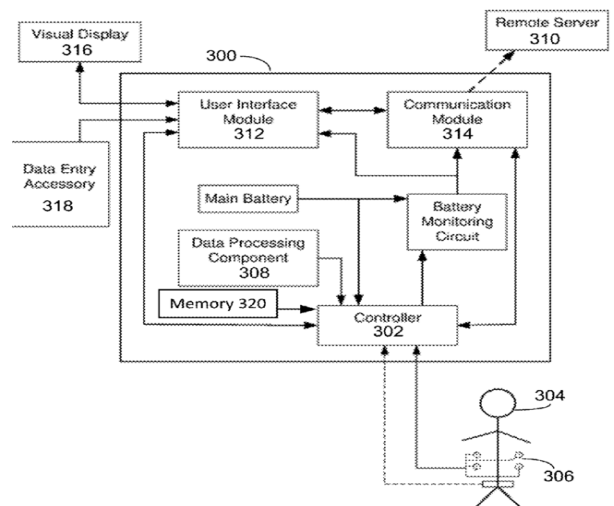 Remote Server
310
Visual Display
316
300
User Interface
Module
312
Communication
Module
314
Data Entry
Accessory
318
Main Battery
Battery
Monitoring
Circuit
Data Processing
Component
308
Memory 320
Controller
302
304
306